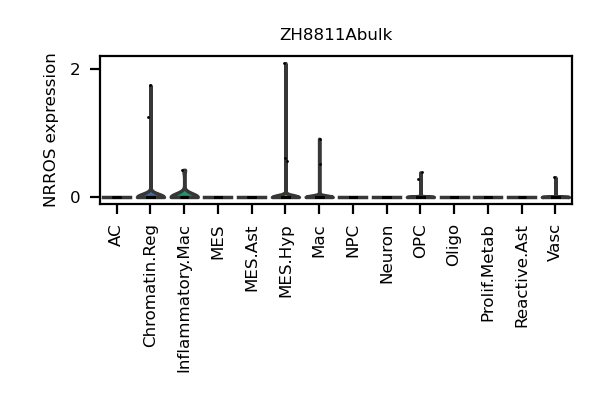 ZH8811Abulk
NRROS expression
2
0
AC
Chromatin.Reg
Inflammatory.Mac
MES
MES.Ast
MES.Hyp
Mac
NPC
Neuron
OPC
Oligo
Prolif.Metab
Reactive.Ast
Vasc